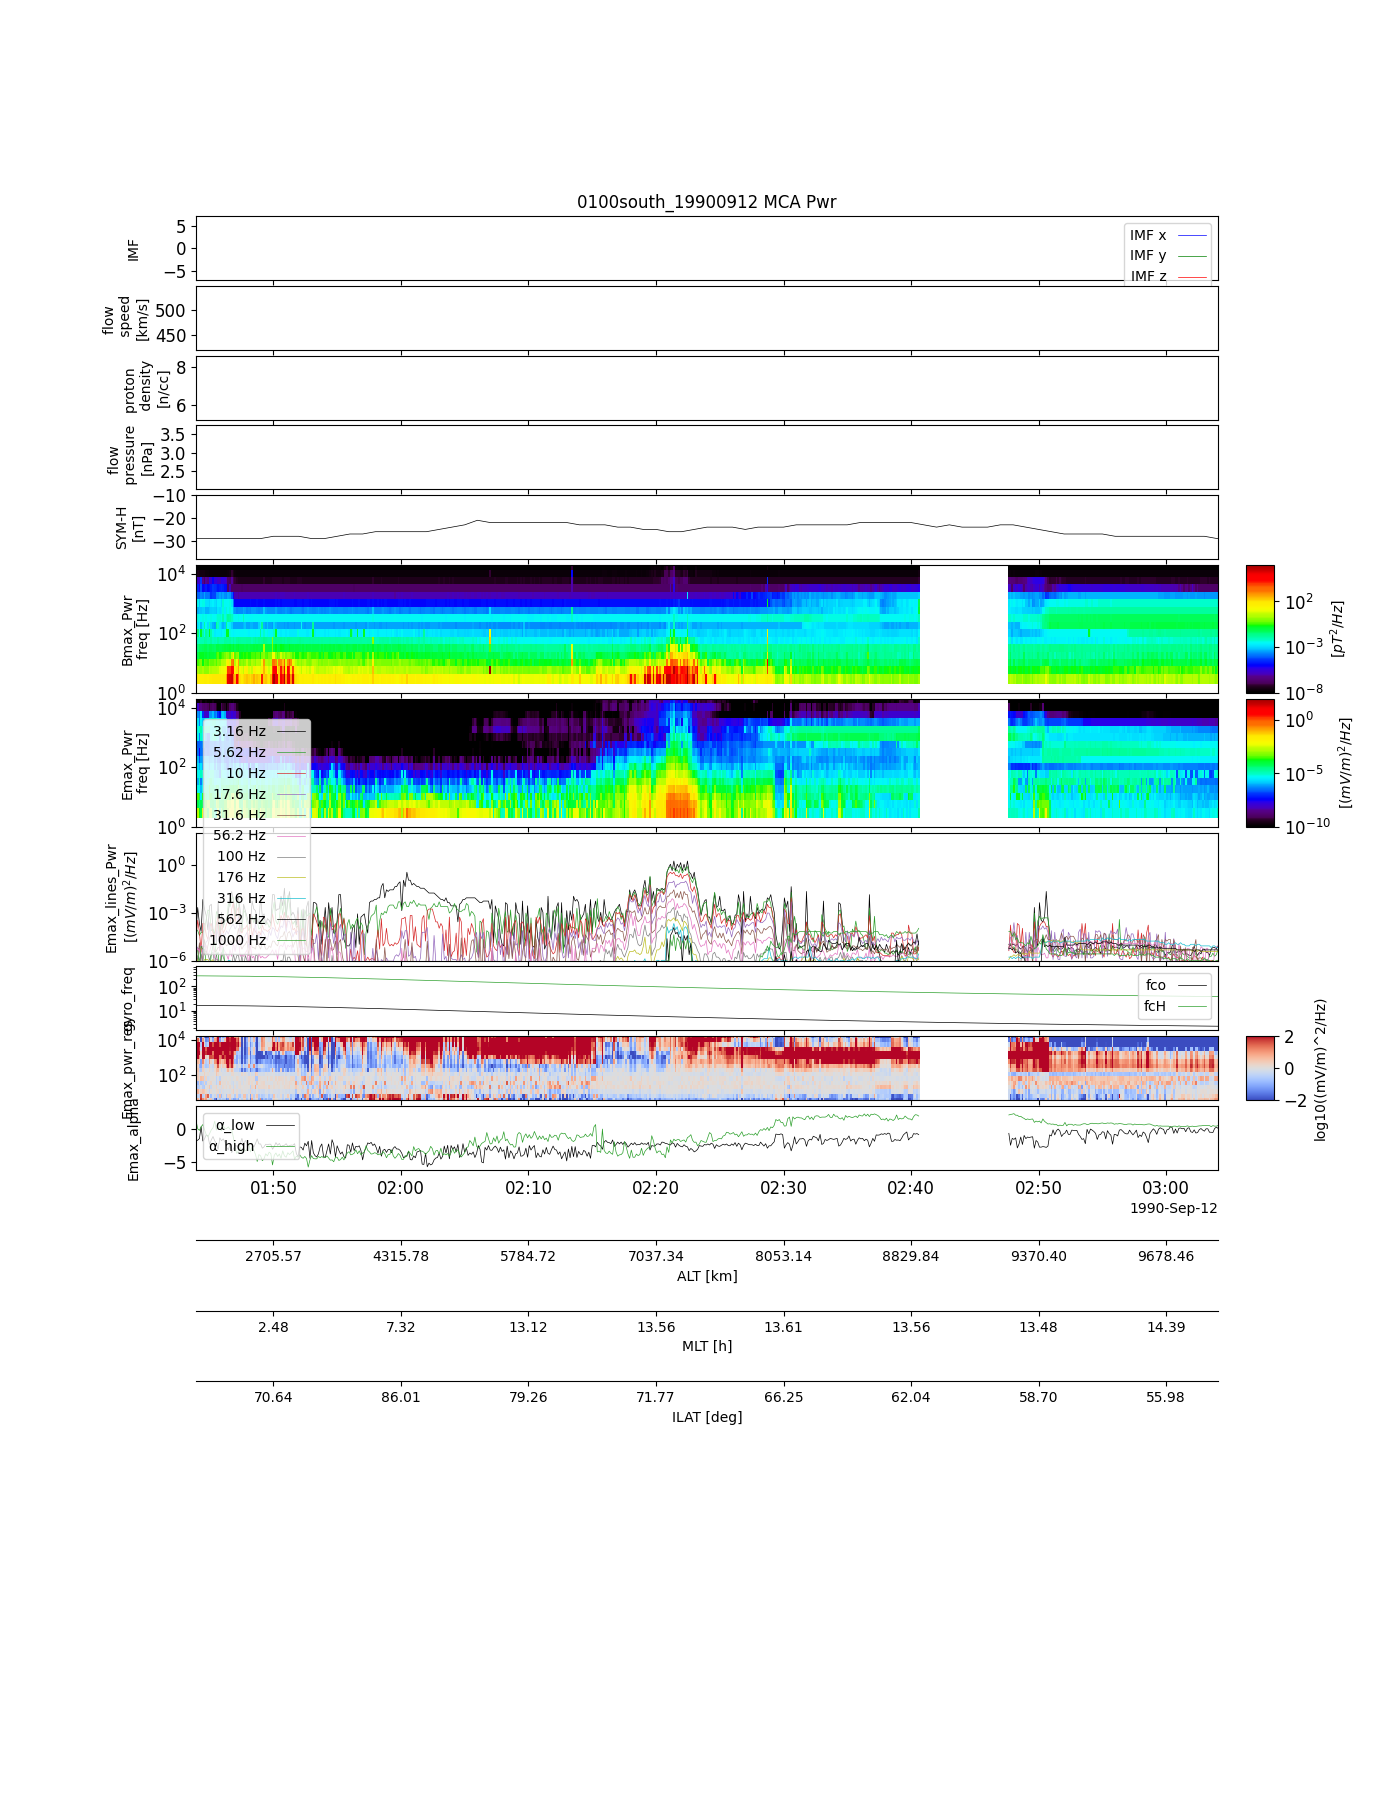 0100south_19900912 MCA Pwr
IMF
5
0
−5
IMF x
IMF y
IMF z
flow
speed
[km/s]
500
450
proton
density
[n/cc]
8
6
flow
pressure
[nPa]
3.5
3.0
2.5
SYM-H
[nT]
−10
−20
−30
Bmax_Pwr
freq [Hz]
10^4
10^2
10^0
10^2
10^−3
10^−8
[pT^2/Hz]
Emax_Pwr
freq [Hz]
10^4
10^2
10^0
10^0
10^−5
10^−10
[(mV/m)^2/Hz]
3.16 Hz
5.62 Hz
10 Hz
17.6 Hz
31.6 Hz
56.2 Hz
100 Hz
176 Hz
316 Hz
562 Hz
1000 Hz
Emax_lines_Pwr
[(mV/m)^2/Hz]
10^0
10^−3
10^−6
gyro_freq
10^2
10^1
fco
fcH
Emax_pwr_res
10^4
10^2
2
0
−2
log10((mV/m)^2/Hz)
Emax_alpha
0
−5
α_low
α_high
01:50 02:00 02:10 02:20 02:30 02:40 02:50 03:00
1990-Sep-12
2705.57 4315.78 5784.72 7037.34 8053.14 8829.84 9370.40 9678.46
ALT [km]
2.48 7.32 13.12 13.56 13.61 13.56 13.48 14.39
MLT [h]
70.64 86.01 79.26 71.77 66.25 62.04 58.70 55.98
ILAT [deg]